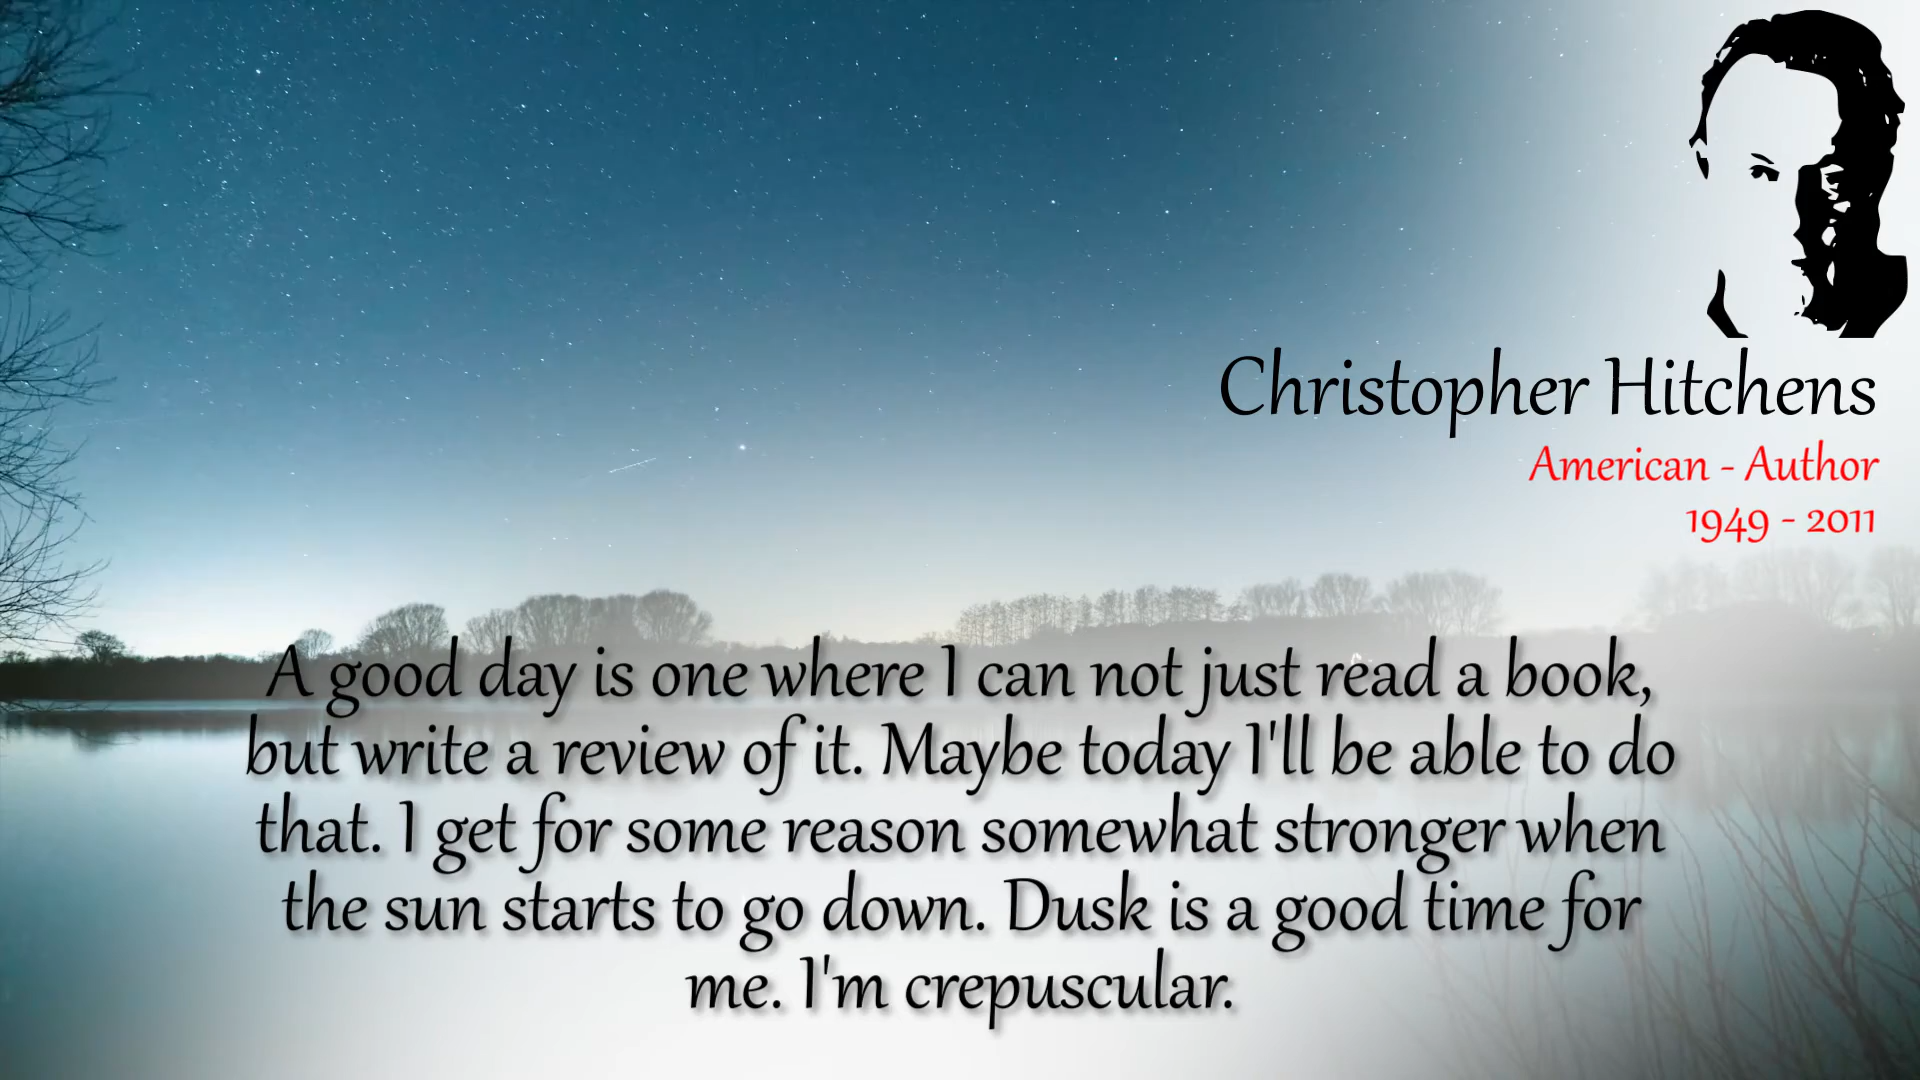 Christopher Hitchens
American - Author
1949 - 2011
A good day is one where I can not just read a book,
but write a review of it. Maybe today I'll be able to do
that. I get for some reason somewhat stronger when
the sun starts to go down. Dusk is a good time for
me. I'm crepuscular.